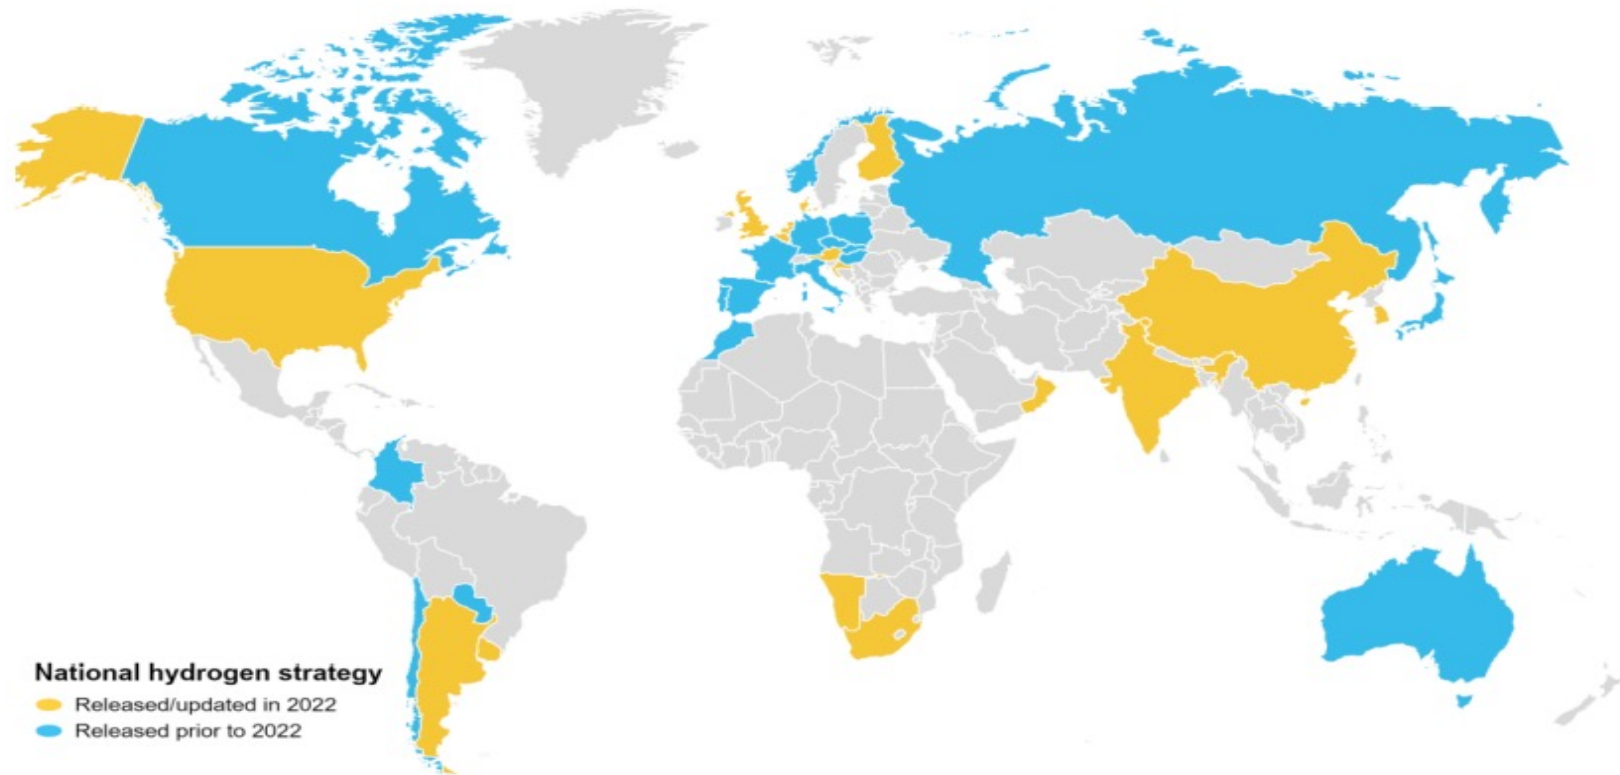 National hydrogen strategy
Released/updated in 2022
Released prior to 2022